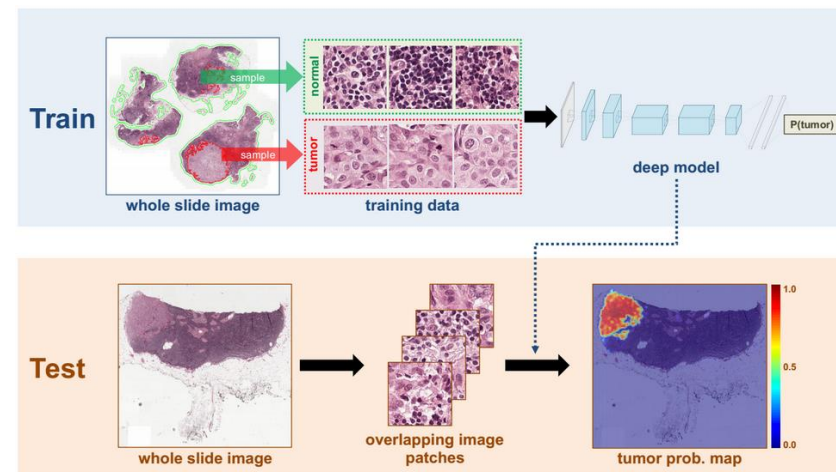 Train
sample
sample
normal
tumor
whole slide image
training data
deep model
P(tumor)
Test
whole slide image
overlapping image
patches
tumor prob. map
1.0
0.5
0.0